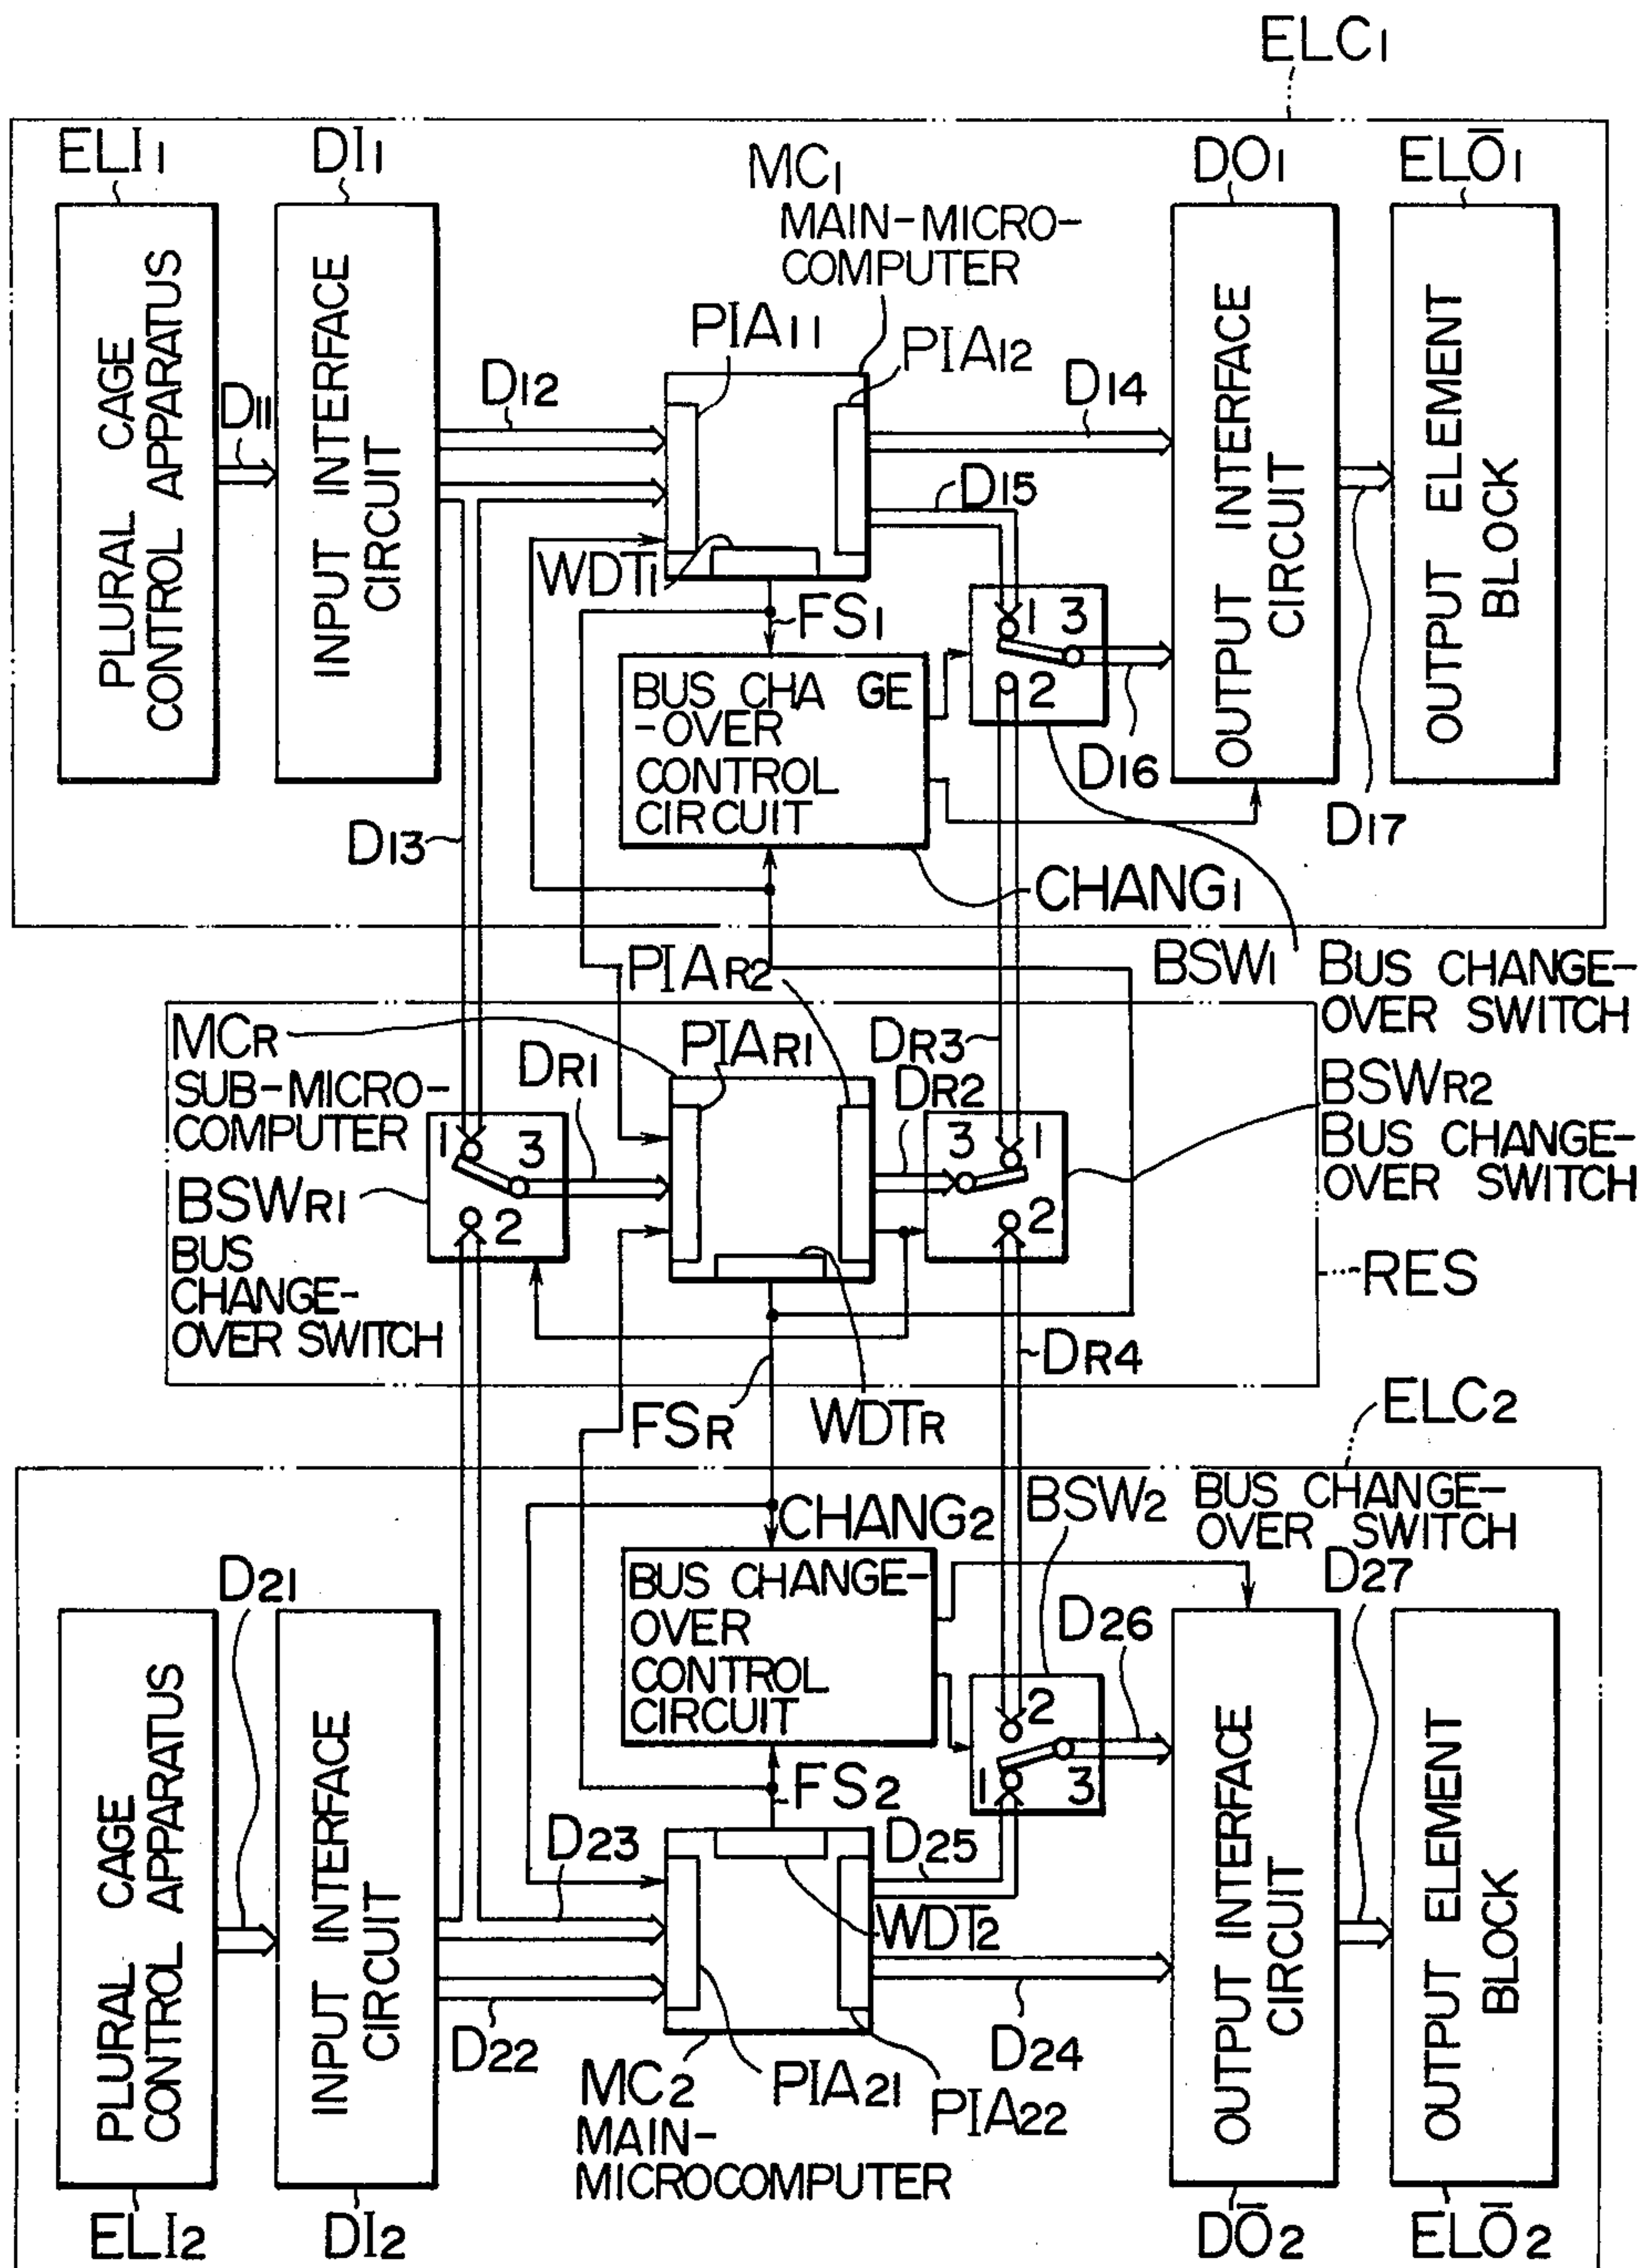 ELC1
ELI1
DI1
MC1
MAIN-MICRO-
COMPUTER
DO1
ELŌ1
PLURAL CAGE
CONTROL APPARATUS
D11
INPUT INTERFACE
CIRCUIT
D12
PIA11
PIA12
D14
D15
OUTPUT INTERFACE
CIRCUIT
OUTPUT ELEMENT
BLOCK
WDT1
FS1
1 3
2
BUS CHA GE
-OVER
CONTROL
CIRCUIT
D16
D17
D13
CHANG1
BSW1 BUS CHANGE-
OVER SWITCH
PIAR2
MCR
SUB-MICRO-
COMPUTER
PIAR1
DR1
DR3
DR2
BSWR2
BUS CHANGE-
OVER SWITCH
1 3
2
3 1
2
BSWR1
BUS
CHANGE-
OVER SWITCH
RES
DR4
FSR
WDTR
ELC2
CHANG2
BSW2
BUS CHANGE-
OVER SWITCH
D21
BUS CHANGE-
OVER
CONTROL
CIRCUIT
D26
D27
2
1 3
FS2
PLURAL CAGE
CONTROL APPARATUS
INPUT INTERFACE
CIRCUIT
D23
D25
WDT2
OUTPUT INTERFACE
CIRCUIT
OUTPUT ELEMENT
BLOCK
D22
D24
MC2
MAIN-
MICROCOMPUTER
PIA21
PIA22
ELI2
DI2
DŌ2
ELŌ2